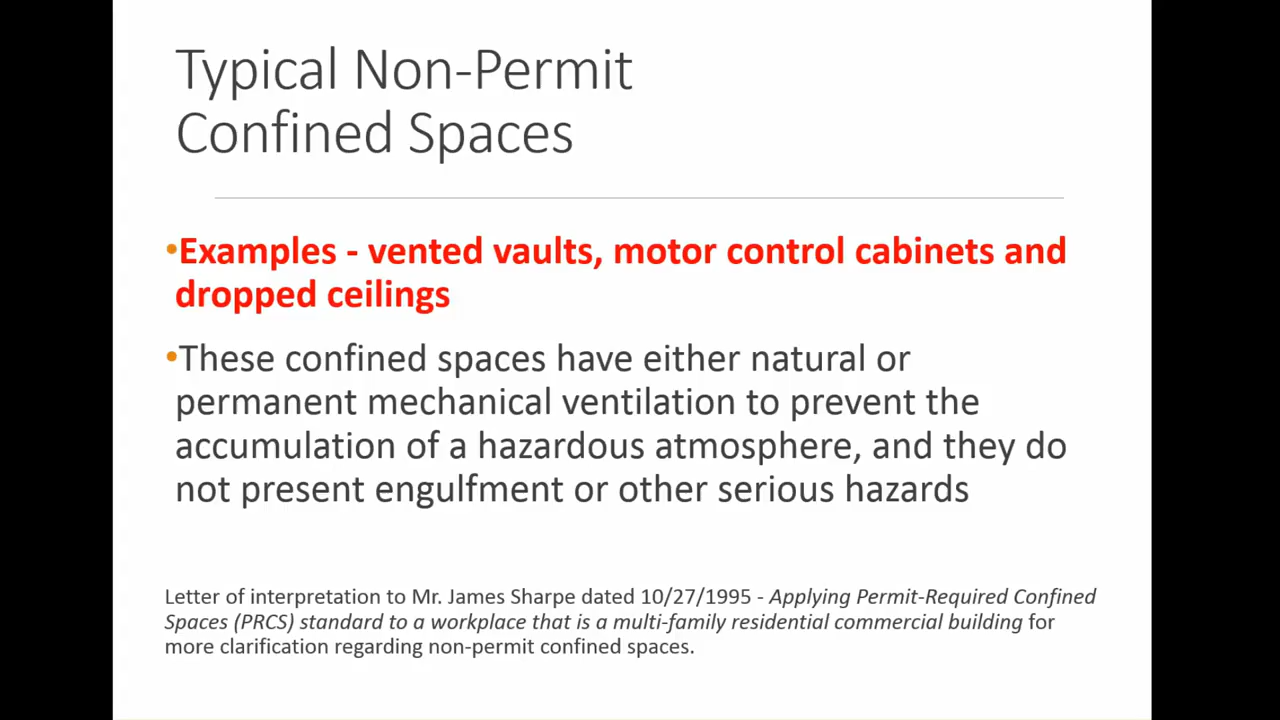 Typical Non-Permit
Confined Spaces
•Examples - vented vaults, motor control cabinets and
dropped ceilings
•These confined spaces have either natural or
permanent mechanical ventilation to prevent the
accumulation of a hazardous atmosphere, and they do
not present engulfment or other serious hazards
Letter of interpretation to Mr. James Sharpe dated 10/27/1995 - Applying Permit-Required Confined
Spaces (PRCS) standard to a workplace that is a multi-family residential commercial building for
more clarification regarding non-permit confined spaces.